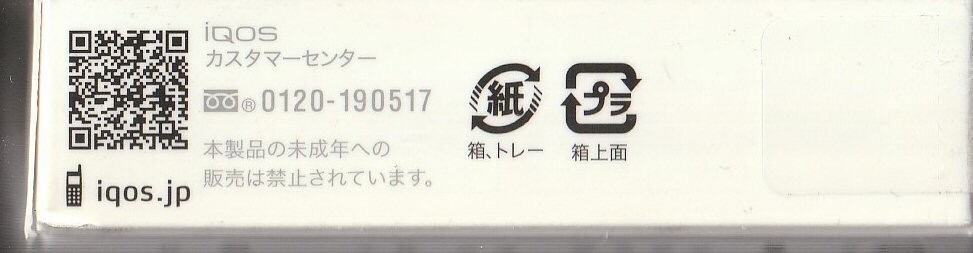 iQOS
カスタマーセンター
® 0120-190517
本製品の未成年への
販売は禁止されています。
iqos.jp
紙
箱、トレー
プラ
箱上面